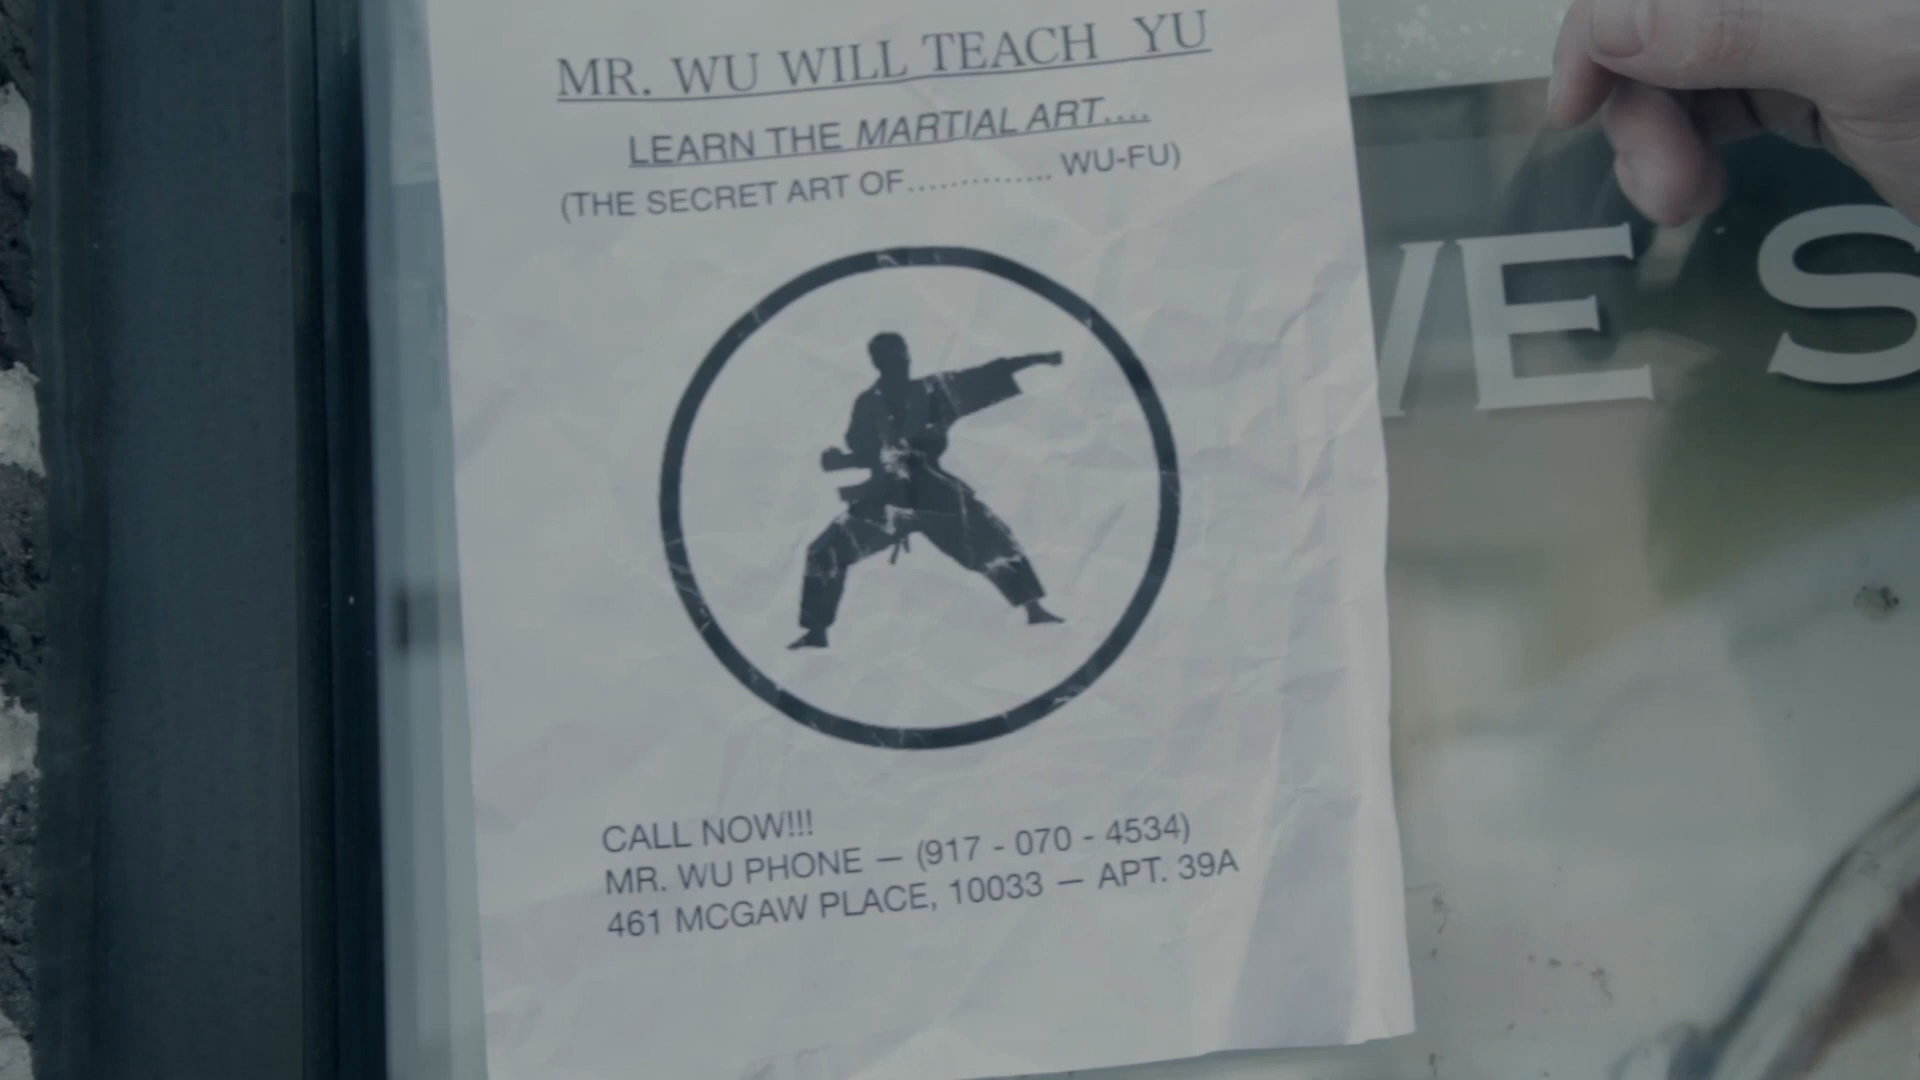 MR. WU WILL TEACH YU
LEARN THE MARTIAL ART....
(THE SECRET ART OF.............. WU-FU)
CALL NOW!!!
MR. WU PHONE — (917 - 070 - 4534)
461 MCGAW PLACE, 10033 — APT. 39A
VE S